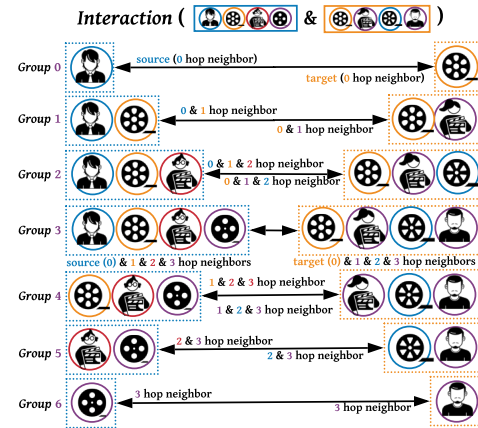 Interaction ( & )
Group 0
source (0 hop neighbor)
target (0 hop neighbor)
Group 1
0 & 1 hop neighbor
0 & 1 hop neighbor
Group 2
0 & 1 & 2 hop neighbor
0 & 1 & 2 hop neighbor
Group 3
source (0) & 1 & 2 & 3 hop neighbors
target (0) & 1 & 2 & 3 hop neighbors
Group 4
1 & 2 & 3 hop neighbor
1 & 2 & 3 hop neighbor
Group 5
2 & 3 hop neighbor
2 & 3 hop neighbor
Group 6
3 hop neighbor
3 hop neighbor